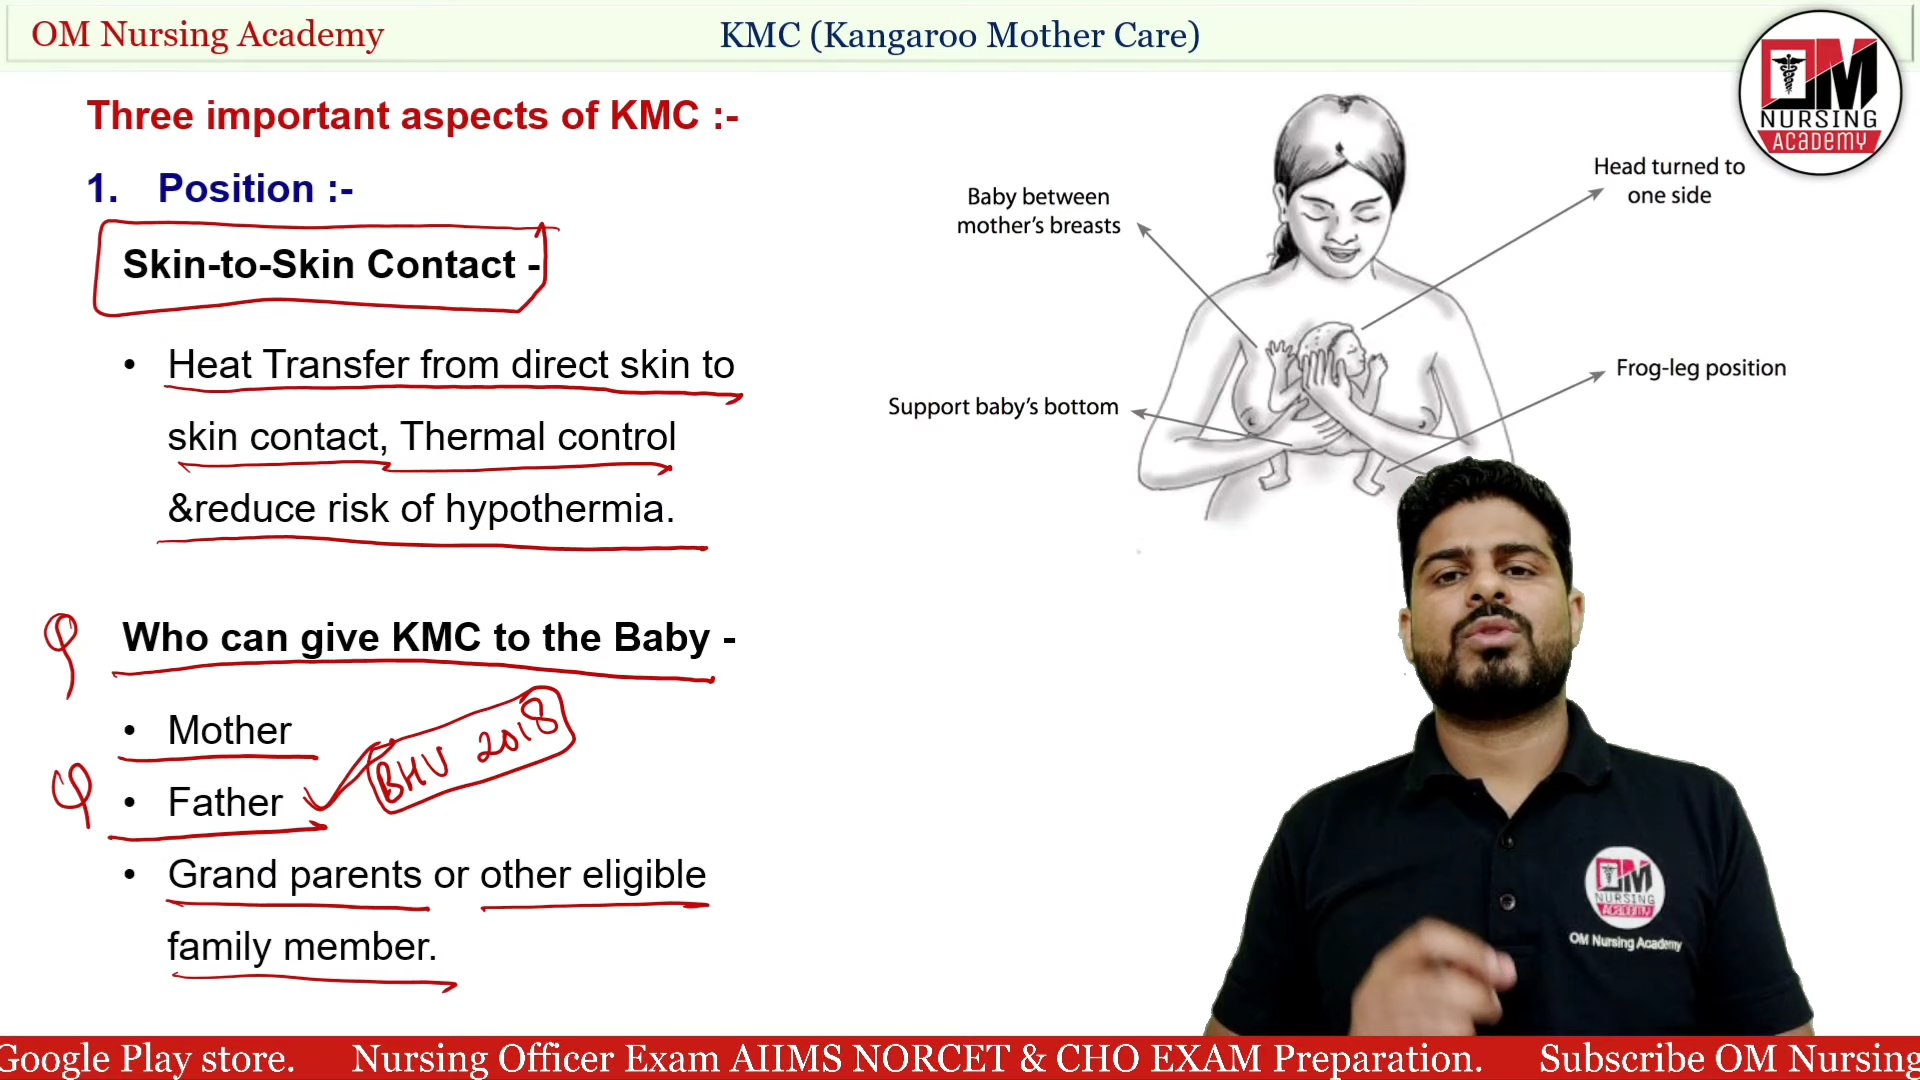 OM Nursing Academy
KMC (Kangaroo Mother Care)
OM
NURSING
ACADEMY
Three important aspects of KMC :-
1. Position :-
Skin-to-Skin Contact -
• Heat Transfer from direct skin to
skin contact, Thermal control
&reduce risk of hypothermia.
Who can give KMC to the Baby -
• Mother
• Father
BHU 2018
• Grand parents or other eligible
family member.
Baby between
mother's breasts
Head turned to
one side
Support baby's bottom
Frog-leg position
OM
NURSING
ACADEMY
OM Nursing Academy
Google Play store. Nursing Officer Exam AIIMS NORCET & CHO EXAM Preparation. Subscribe OM Nursing